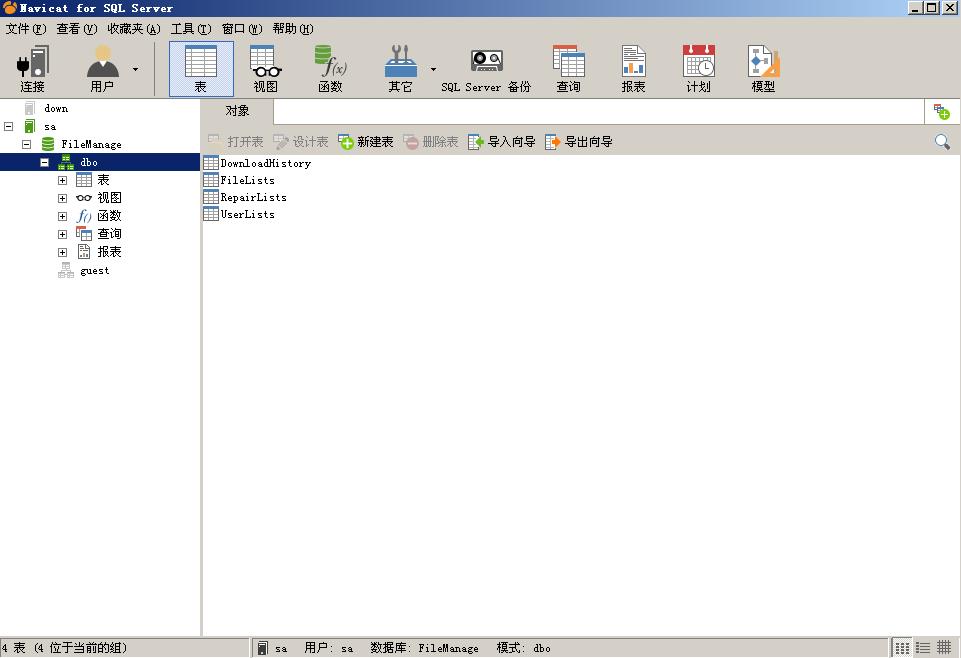 Navicat for SQL Server
文件(F) 查看(V) 收藏夹(A) 工具(T) 窗口(W) 帮助(H)
连接 用户 表 视图 函数 其它 SQL Server 备份 查询 报表 计划 模型
down
sa
FileManage
dbo
表
视图
函数
查询
报表
guest
对象
打开表 设计表 新建表 删除表 导入向导 导出向导
DownloadHistory
FileLists
RepairLists
UserLists
4 表 (4 位于当前的组) sa 用户: sa 数据库: FileManage 模式: dbo